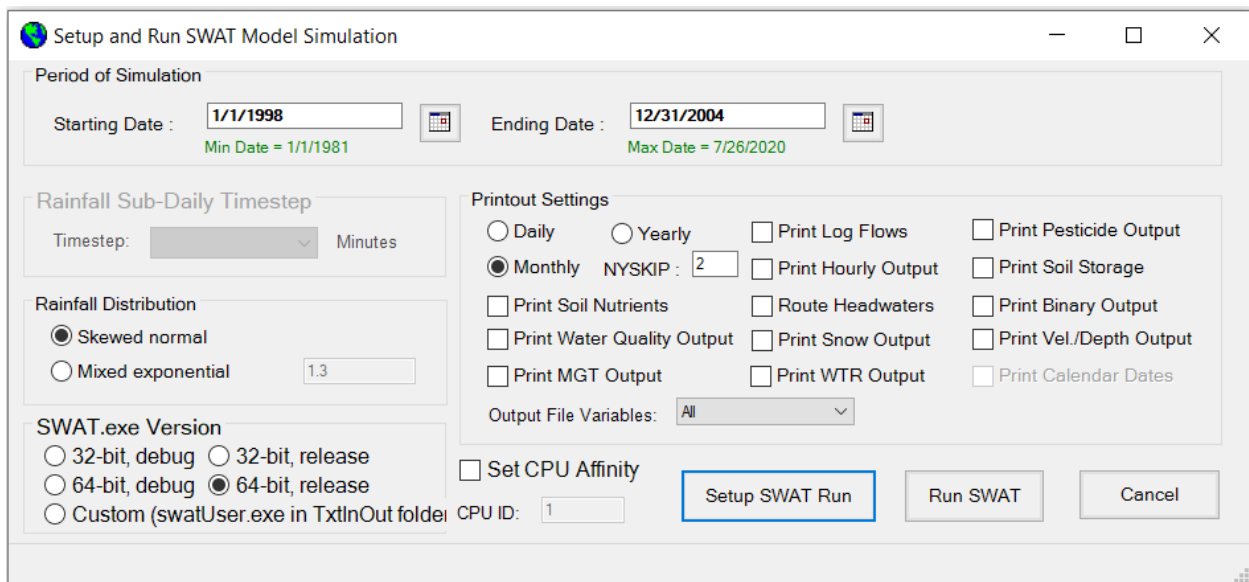 Setup and Run SWAT Model Simulation
Period of Simulation
Starting Date : 1/1/1998 Ending Date : 12/31/2004
Min Date = 1/1/1981 Max Date = 7/26/2020
Rainfall Sub-Daily Timestep
Timestep: Minutes
Rainfall Distribution
Skewed normal
Mixed exponential 1.3
SWAT.exe Version
32-bit, debug 32-bit, release
64-bit, debug 64-bit, release
Custom (swatUser.exe in TxtInOut folder
Printout Settings
Daily Yearly Print Log Flows Print Pesticide Output
Monthly NYSKIP : 2 Print Hourly Output Print Soil Storage
Print Soil Nutrients Route Headwaters Print Binary Output
Print Water Quality Output Print Snow Output Print Vel./Depth Output
Print MGT Output Print WTR Output Print Calendar Dates
Output File Variables: All
Set CPU Affinity
CPU ID: 1
Setup SWAT Run Run SWAT Cancel